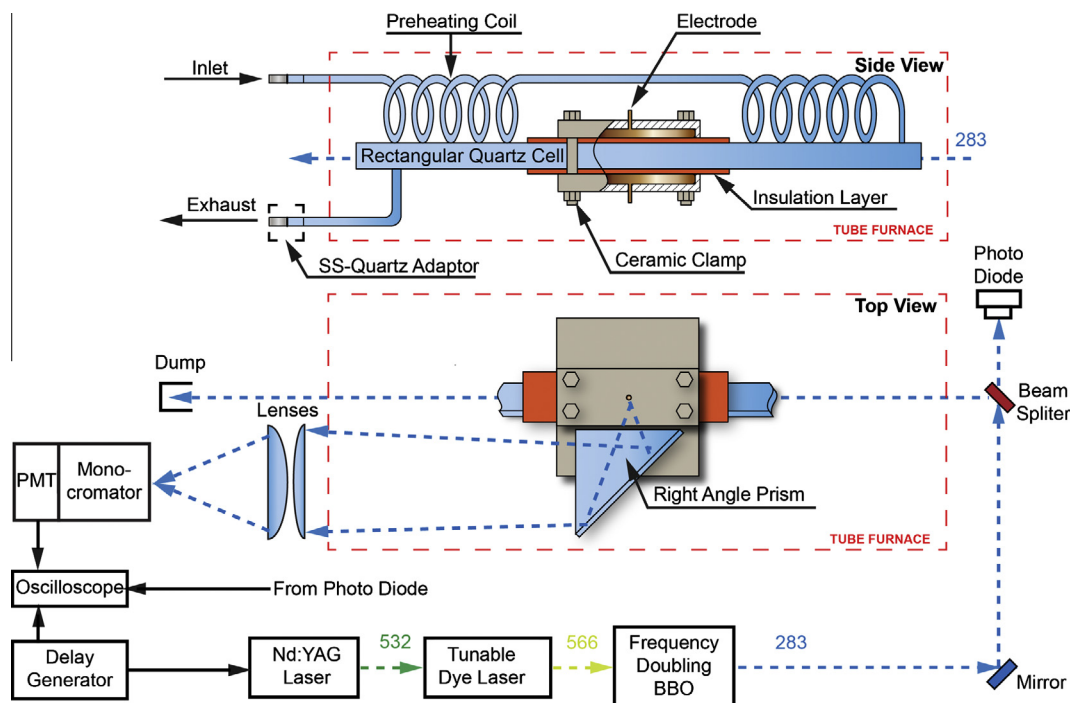 Preheating Coil
Electrode
Inlet
Side View
283
Rectangular Quartz Cell
Exhaust
Insulation Layer
TUBE FURNACE
SS-Quartz Adaptor
Ceramic Clamp
Photo
Diode
Top View
Dump
Beam
Spliter
Lenses
PMT
Mono-
cromator
Right Angle Prism
TUBE FURNACE
Oscilloscope
From Photo Diode
Delay
Generator
Nd:YAG
Laser
532
Tunable
Dye Laser
566
Frequency
Doubling
BBO
283
Mirror